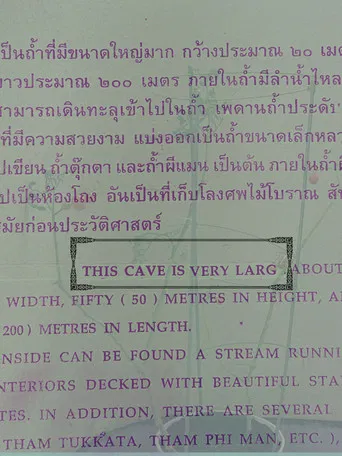 เป็นถ้ำที่มีขนาดใหญ่มาก กว้างประมาณ ๒๐ เมต
ยาวประมาณ ๒๐๐ เมตร ภายในถ้ำมีลำน้ำไหล
สามารถเดินทะลุเข้าไปในถ้ำ เพดานถ้ำประดับ
ที่มีความสวยงาม แบ่งออกเป็นถ้ำขนาดเล็กหลา
ปเขียน ถ้ำตุ๊กตา และถ้ำผีแมน เป็นต้น ภายในถ้ำผ
ปเป็นห้องโถง อันเป็นที่เก็บโลงศพไม้โบราณ สั
สมัยก่อนประวัติศาสตร์
THIS CAVE IS VERY LARG ABOUT
WIDTH, FIFTY ( 50 ) METRES IN HEIGHT, A
200) METRES IN LENGTH.
NSIDE CAN BE FOUND A STREAM RUNNI
NTERIORS DECKED WITH BEAUTIFUL STA
TES. IN ADDITION, THERE ARE SEVERAL
THAM TUKKATA, THAM PHI MAN, ETC. ),